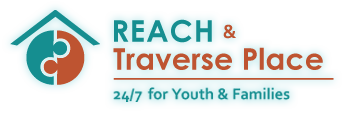 REACH &
Traverse Place
24/7 for Youth & Families